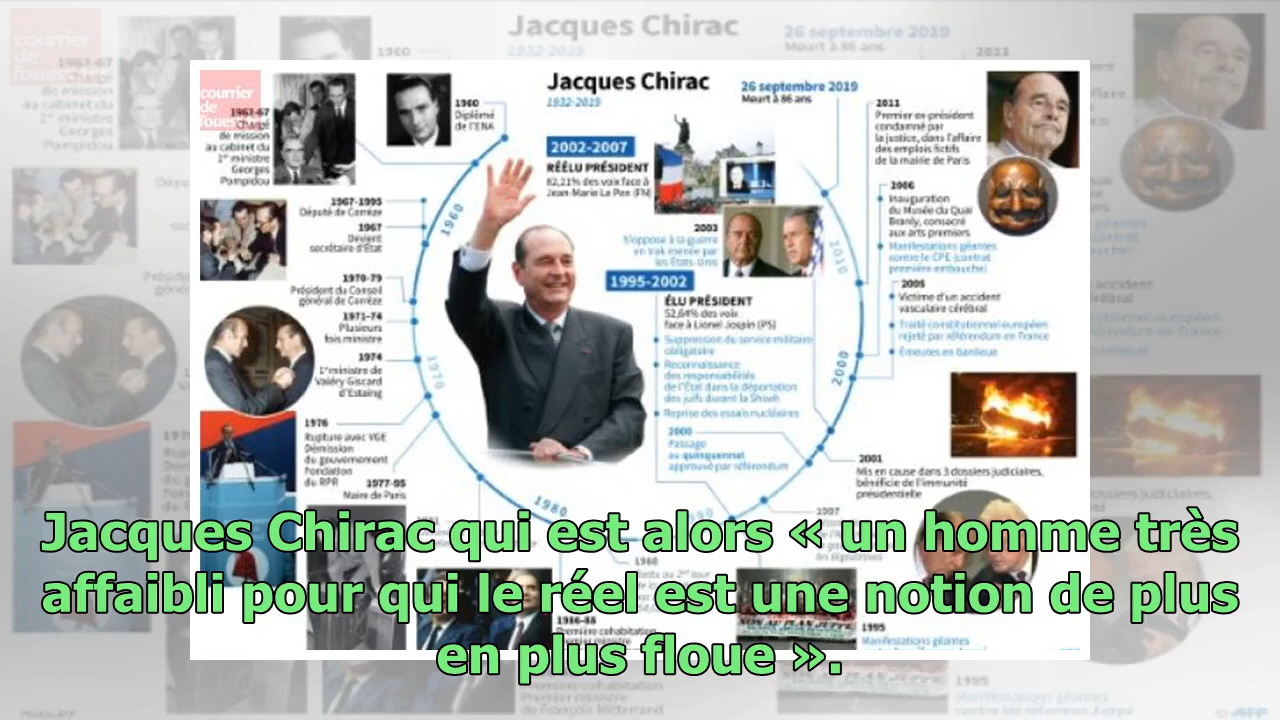 courrier
de
l'ouest
Jacques Chirac
1932-2019
26 septembre 2019
Meurt à 86 ans
1962-67
Chargé
de mission
au cabinet du
1er ministre
Georges
Pompidou
1960
Diplômé
de l'ENA
1967-1995
Député de Corrèze
1967
Devient
secrétaire d'État
1970-79
Président du Conseil
général de Corrèze
1971-74
Plusieurs
fois ministre
1974
1er ministre de
Valéry Giscard
d'Estaing
1976
Rupture avec VGE
Démission
du gouvernement
Fondation
du RPR
1977-95
Maire de Paris
1960
1970
1980
2000
2010
2002-2007
RÉÉLU PRÉSIDENT
82,21% des voix face à
Jean-Marie Le Pen (FN)
2003
S'oppose à la guerre
en Irak menée par
les États-Unis
1995-2002
ÉLU PRÉSIDENT
52,64% des voix
face à Lionel Jospin (PS)
Suppression du service militaire
obligatoire
Reconnaissance
des responsabilités
de l'État dans la déportation
des juifs durant la Shoah
Reprise des essais nucléaires
2000
Passage
au quinquennat
approuvé par référendum
2011
Premier ex-président
condamné par
la justice, dans l'affaire
des emplois fictifs
de la mairie de Paris
2006
Inauguration
du Musée du Quai
Branly, consacré
aux arts premiers
Manifestations géantes
contre le CPE (contrat
première embauche)
2005
Victime d'un accident
vasculaire cérébral
Traité constitutionnel européen
rejeté par référendum en France
Émeutes en banlieue
2001
Mis en cause dans 3 dossiers judiciaires,
bénéficie de l'immunité
présidentielle
1997
1988
1986-88
Première cohabitation
Premier ministre
1995
Manifestations géantes
Jacques Chirac qui est alors « un homme très
affaibli pour qui le réel est une notion de plus
en plus floue ».